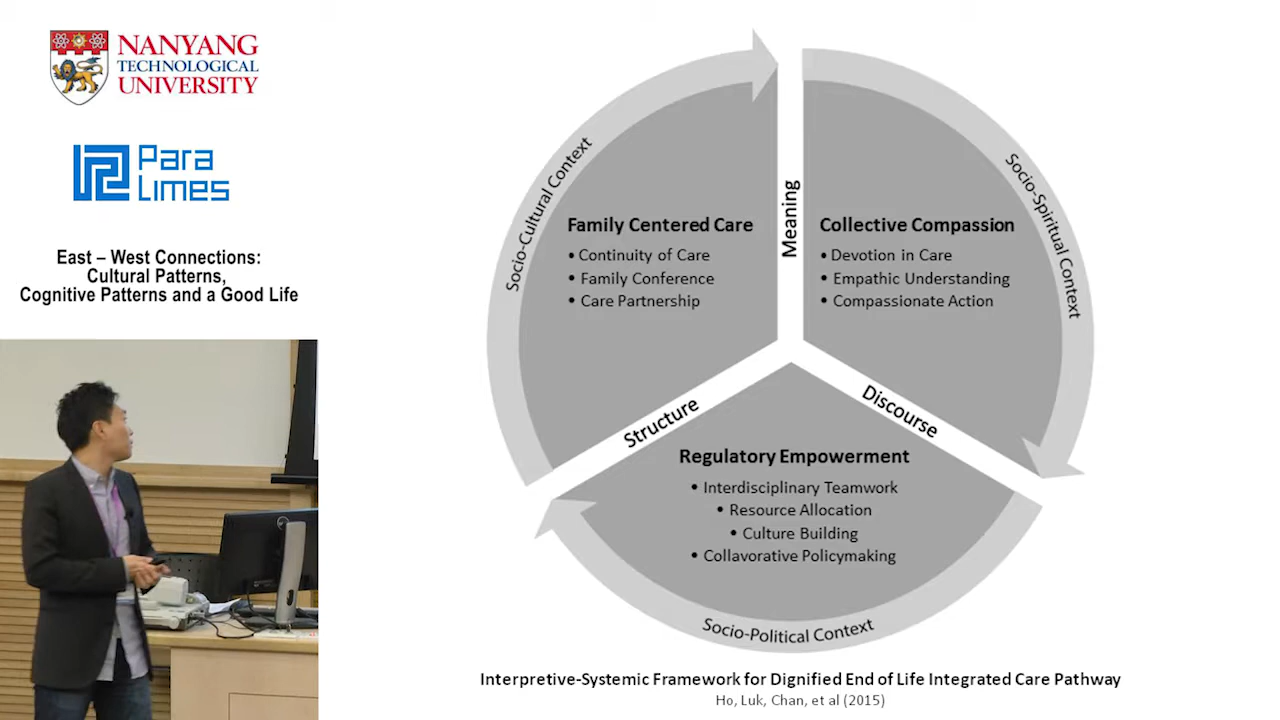 NANYANG
TECHNOLOGICAL
UNIVERSITY
Para
Limes
East – West Connections:
Cultural Patterns,
Cognitive Patterns and a Good Life
Socio-Cultural Context
Meaning
Socio-Spiritual Context
Family Centered Care
• Continuity of Care
• Family Conference
• Care Partnership
Collective Compassion
• Devotion in Care
• Empathic Understanding
• Compassionate Action
Structure
Discourse
Regulatory Empowerment
• Interdisciplinary Teamwork
• Resource Allocation
• Culture Building
• Collavorative Policymaking
Socio-Political Context
Interpretive-Systemic Framework for Dignified End of Life Integrated Care Pathway
Ho, Luk, Chan, et al (2015)